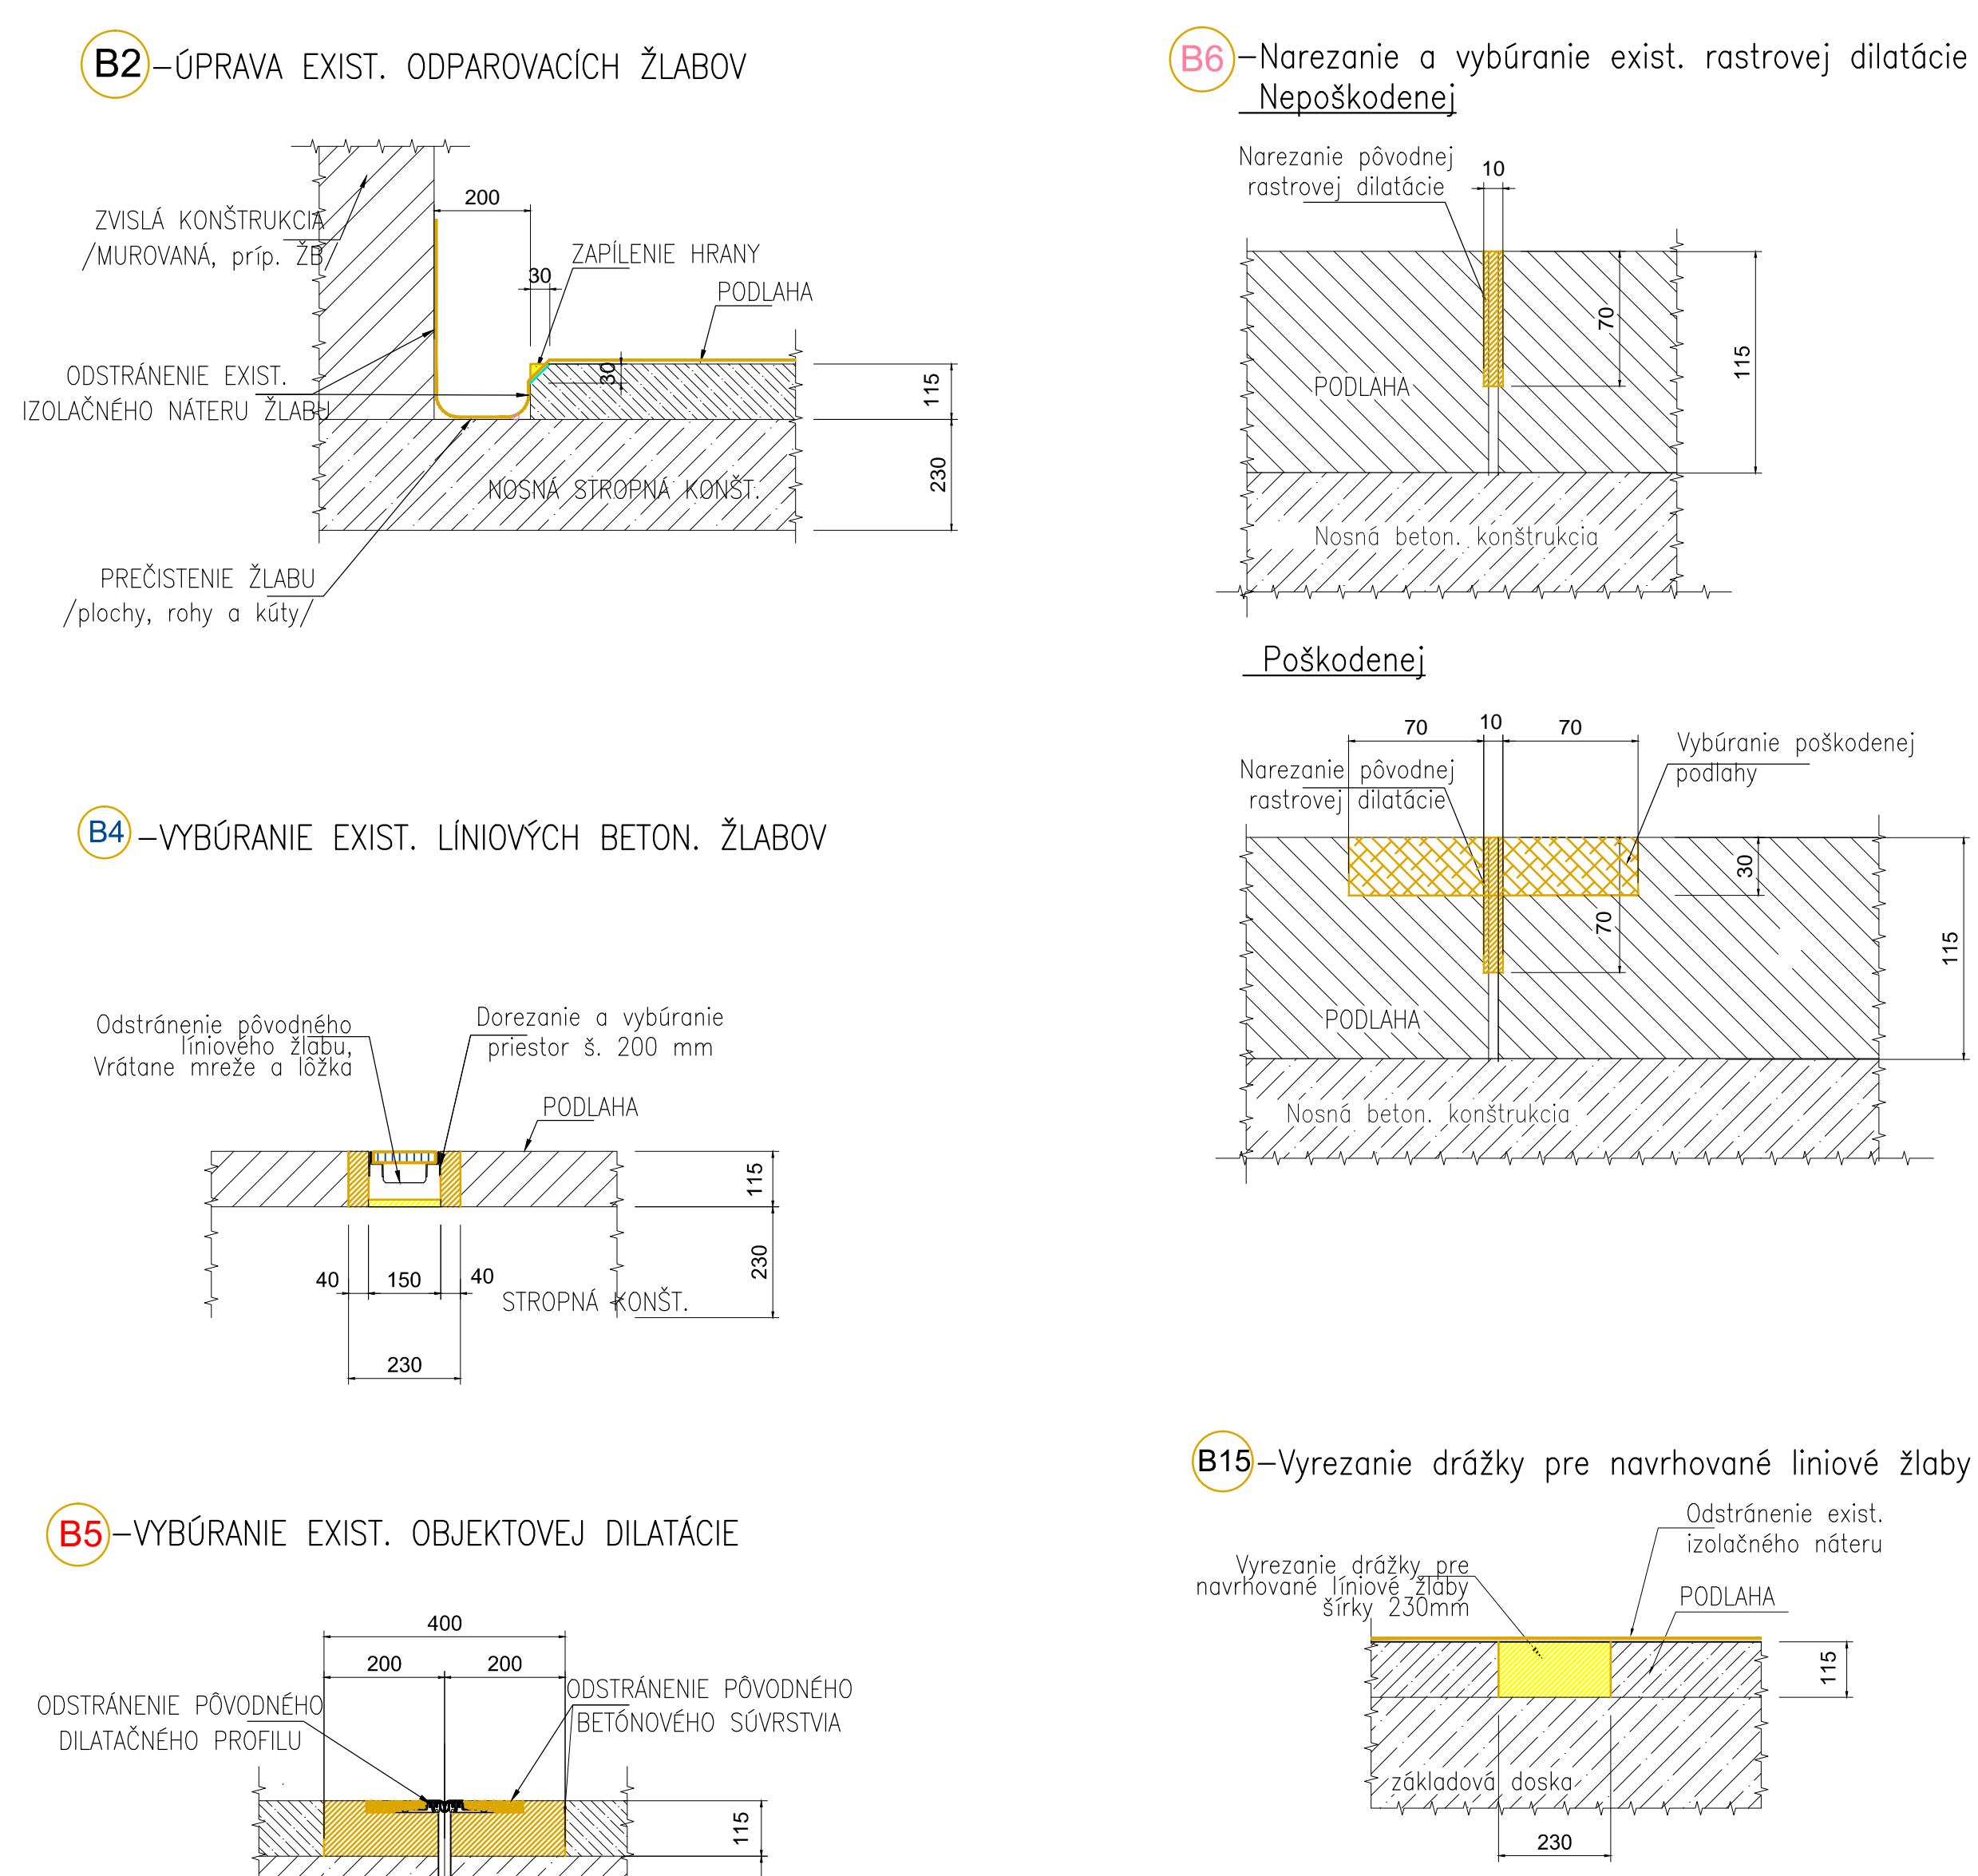 B2 -ÚPRAVA EXIST. ODPAROVACÍCH ŽLABOV
200
ZVISLÁ KONŠTRUKCIA
/MUROVANÁ, príp. ŽB/
ZAPÍLENIE HRANY
30
PODLAHA
30
ODSTRÁNENIE EXIST.
IZOLAČNÉHO NÁTERU ŽLABU
115
230
NOSNÁ STROPNÁ KONŠT.
PREČISTENIE ŽLABU
/plochy, rohy a kúty/
B4 -VYBÚRANIE EXIST. LÍNIOVÝCH BETON. ŽLABOV
Odstránenie pôvodného
líniového žlabu,
Vrátane mreže a lôžka
Dorezanie a vybúranie
priestor š. 200 mm
PODLAHA
115
230
40 150 40
STROPNÁ KONŠT.
230
B5 -VYBÚRANIE EXIST. OBJEKTOVEJ DILATÁCIE
400
200 200
ODSTRÁNENIE PÔVODNÉHO
DILATAČNÉHO PROFILU
ODSTRÁNENIE PÔVODNÉHO
BETÓNOVÉHO SÚVRSTVIA
115
B6 -Narezanie a vybúranie exist. rastrovej dilatácie
Nepoškodenej
Narezanie pôvodnej
rastrovej dilatácie
10
70
115
PODLAHA
Nosná beton. konštrukcia
Poškodenej
70 10 70
Vybúranie poškodenej
podlahy
Narezanie pôvodnej
rastrovej dilatácie
30
70
115
PODLAHA
Nosná beton. konštrukcia
B15 -Vyrezanie drážky pre navrhované liniové žlaby
Odstránenie exist.
izolačného náteru
Vyrezanie drážky pre
navrhované líniové žlaby
šírky 230mm
PODLAHA
115
základová doska
230